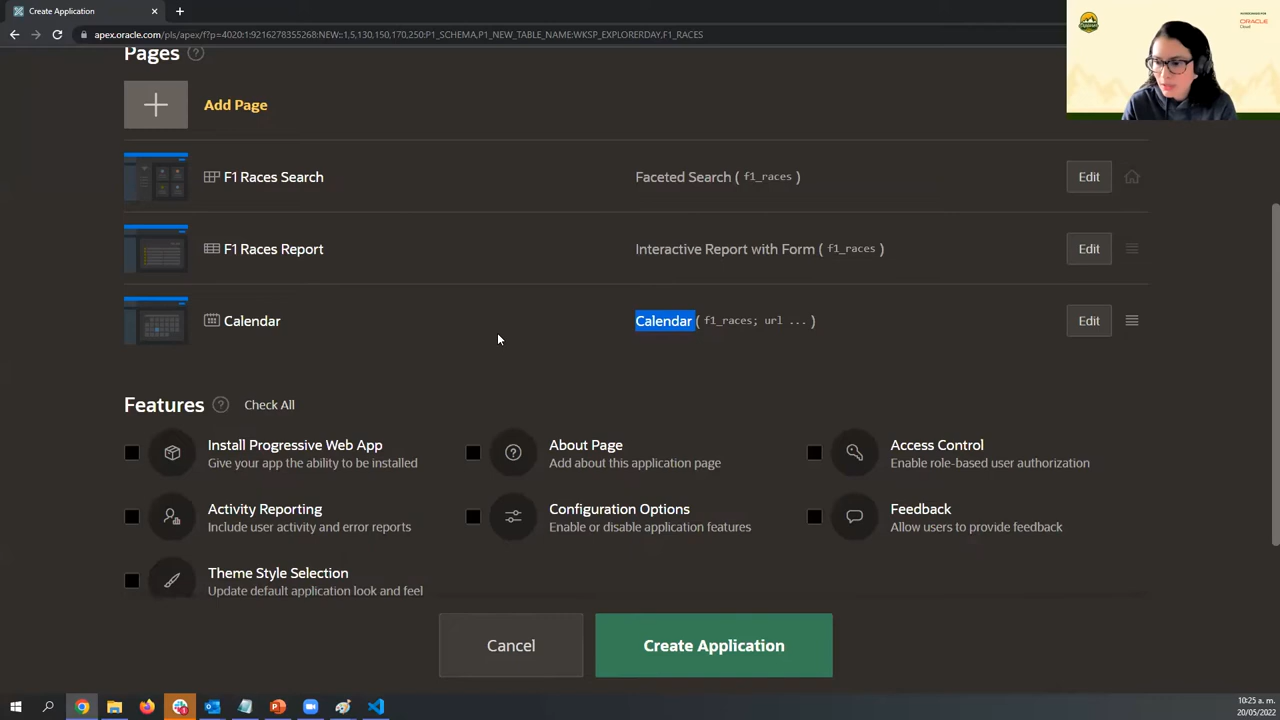 Create Application
apex.oracle.com/pls/apex/f?p=4020:1:9216278355268:NEW::1,5,130,150,170,250:P1_SCHEMA,P1_NEW_TABLE_NAME:WKSP_EXPLORERDAY,F1_RACES
Pages
Add Page
F1 Races Search Faceted Search ( f1_races ) Edit
F1 Races Report Interactive Report with Form ( f1_races ) Edit
Calendar Calendar ( f1_races; url ... ) Edit
Features Check All
Install Progressive Web App About Page Access Control
Give your app the ability to be installed Add about this application page Enable role-based user authorization
Activity Reporting Configuration Options Feedback
Include user activity and error reports Enable or disable application features Allow users to provide feedback
Theme Style Selection
Update default application look and feel
Cancel Create Application
10:25 a. m.
20/05/2022
ORACLE
Cloud